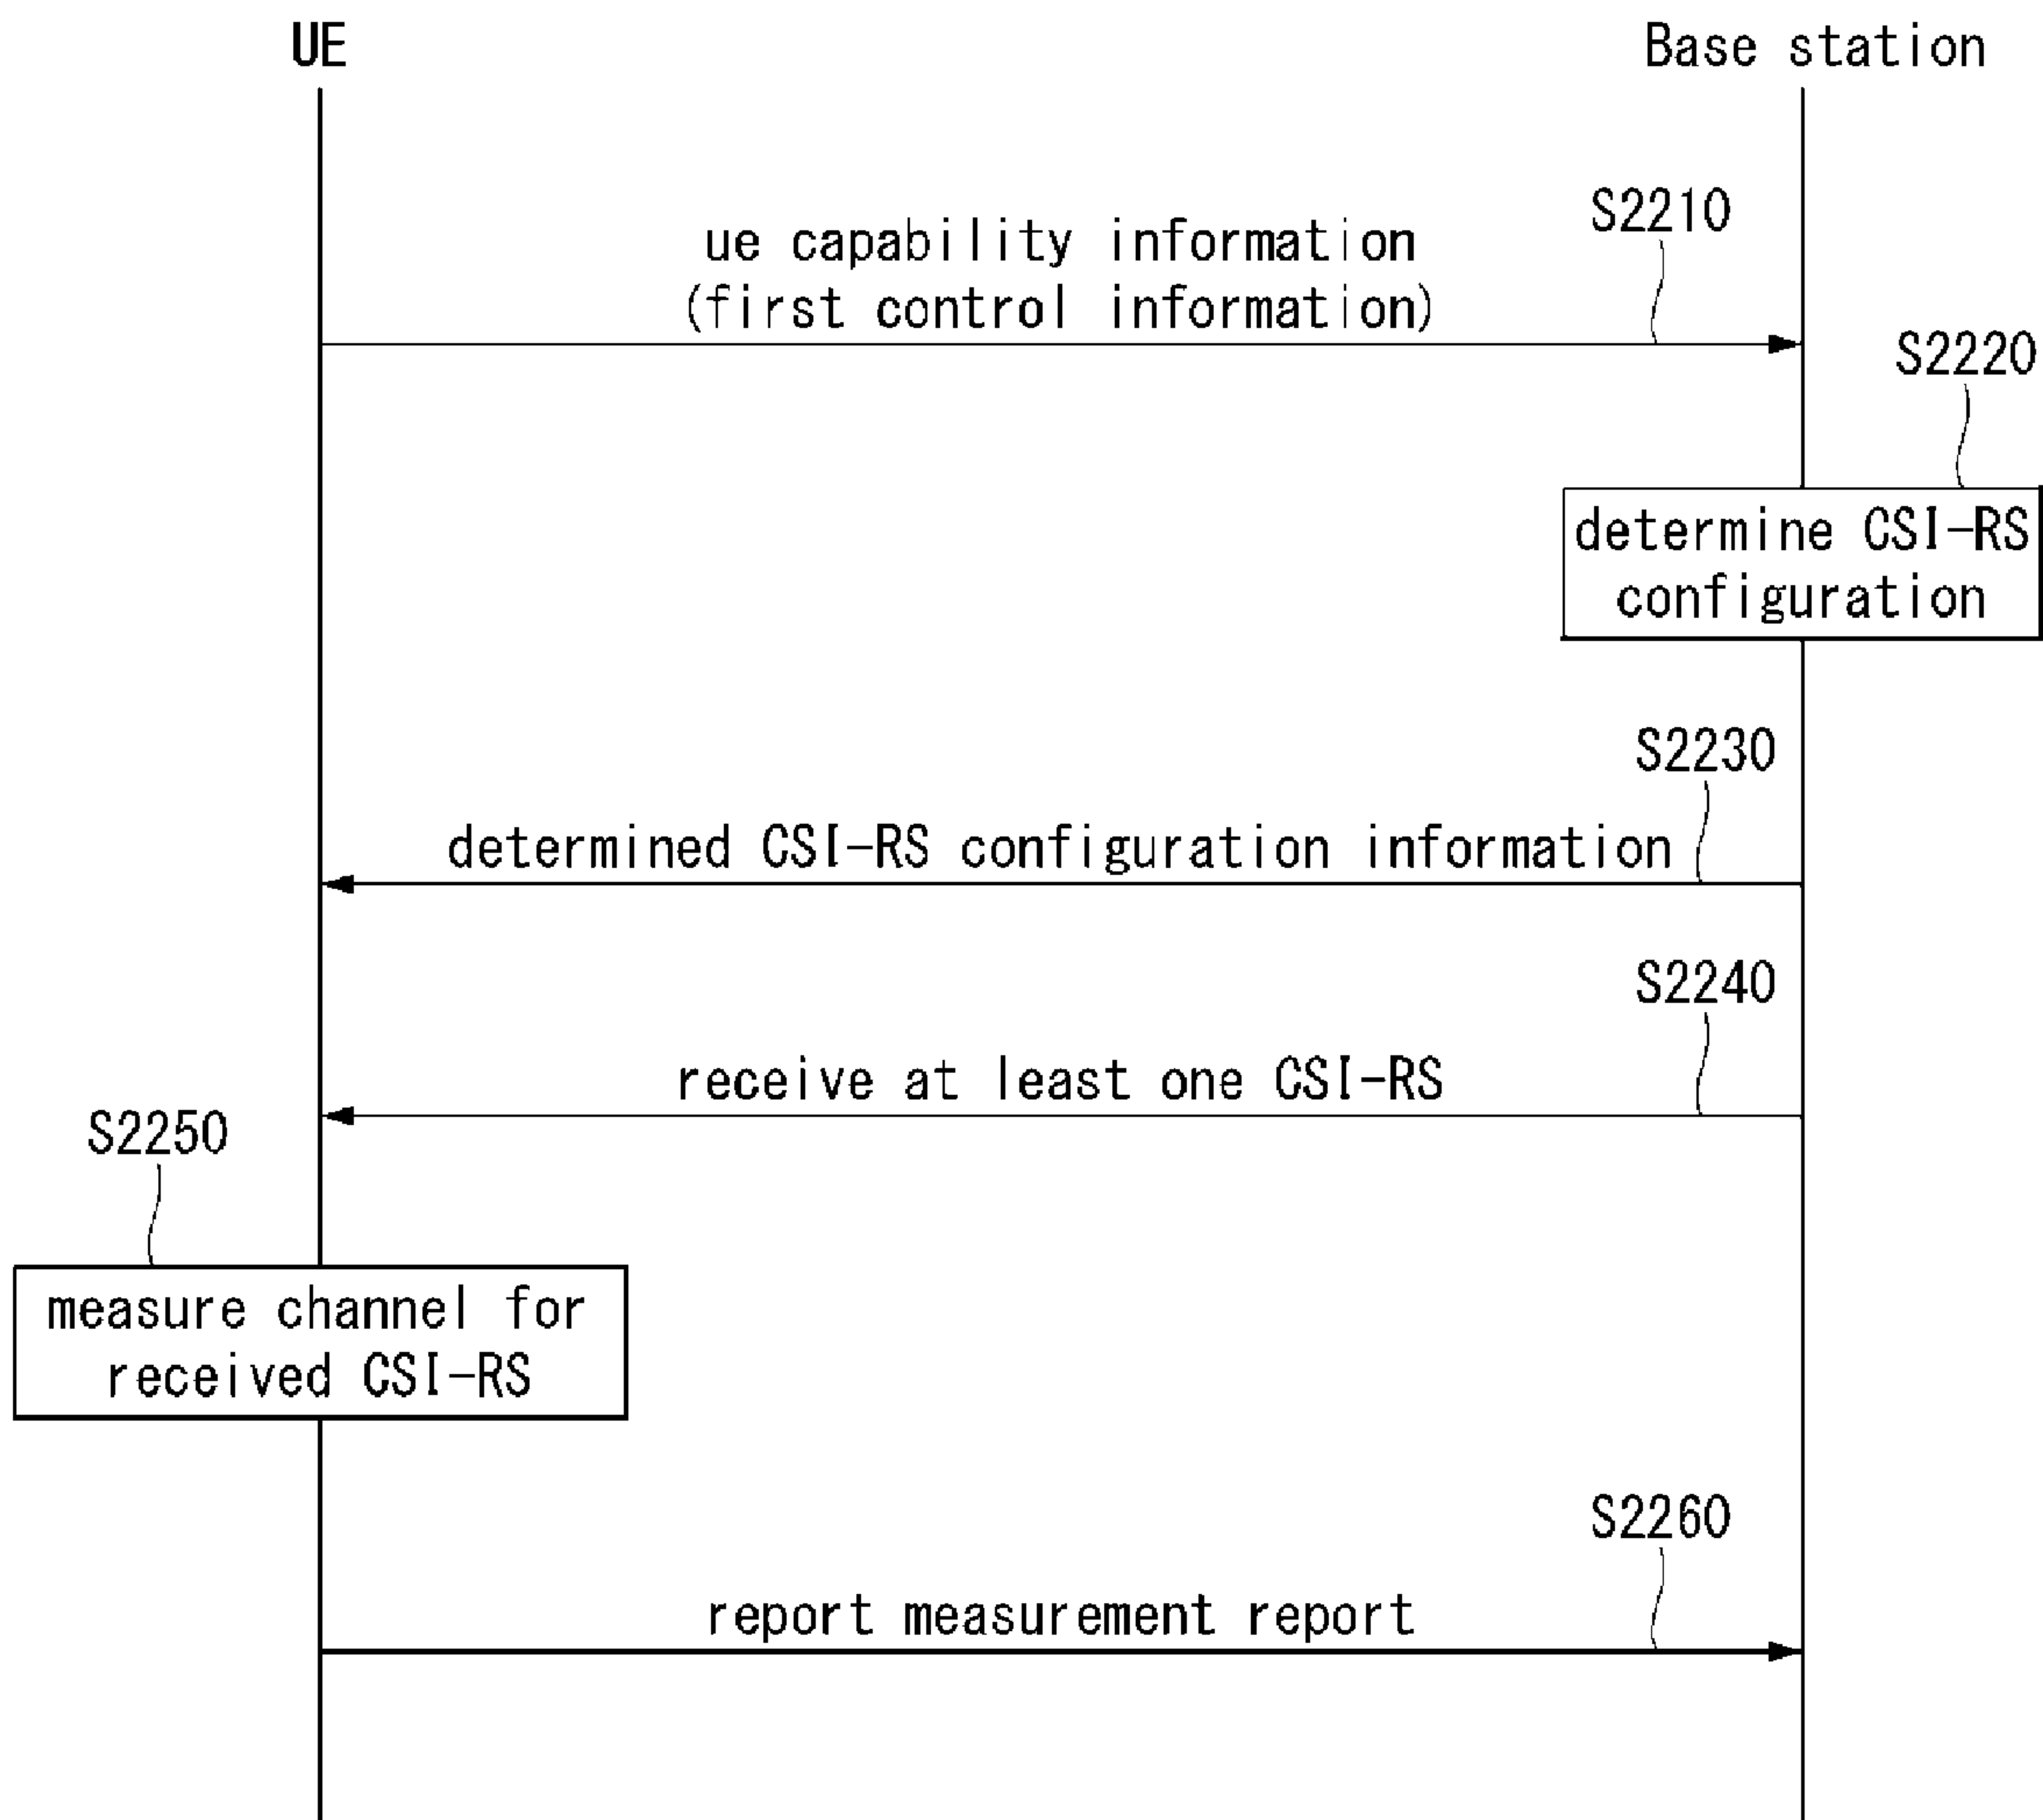 UE
Base station
S2210
ue capability information
(first control information)
S2220
determine CSI-RS
configuration
S2230
determined CSI-RS configuration information
S2240
receive at least one CSI-RS
S2250
measure channel for
received CSI-RS
S2260
report measurement report